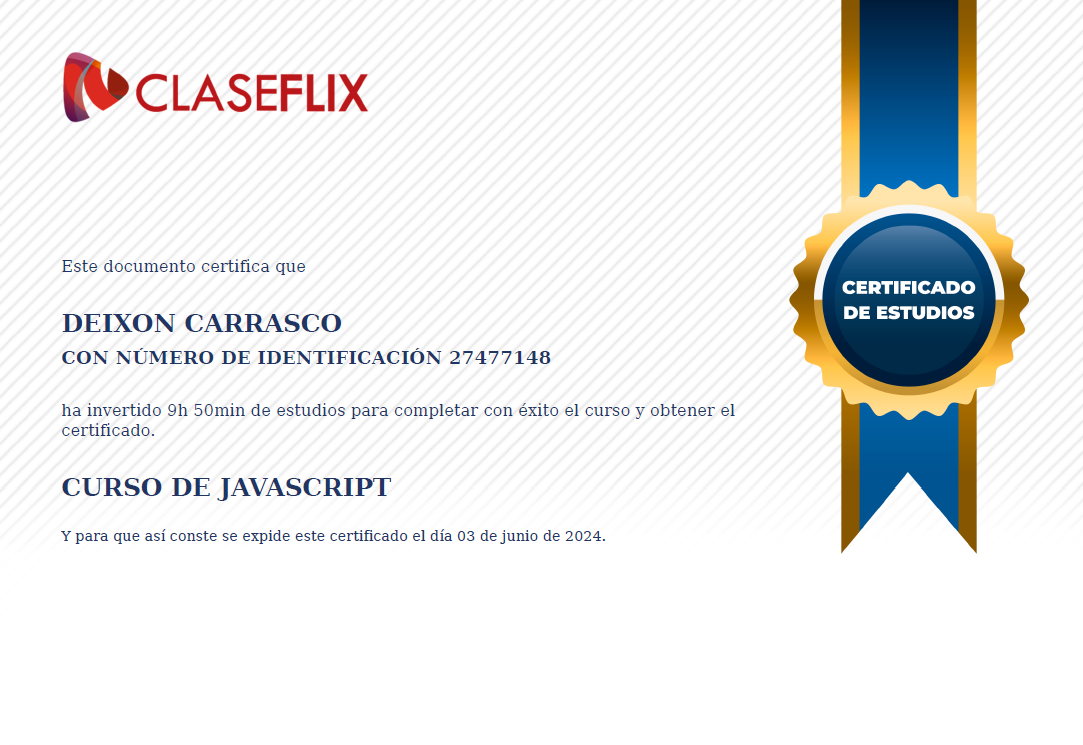 CLASEFLIX
Este documento certifica que
DEIXON CARRASCO
CON NÚMERO DE IDENTIFICACIÓN 27477148
ha invertido 9h 50min de estudios para completar con éxito el curso y obtener el
certificado.
CURSO DE JAVASCRIPT
Y para que así conste se expide este certificado el día 03 de junio de 2024.
CERTIFICADO
DE ESTUDIOS